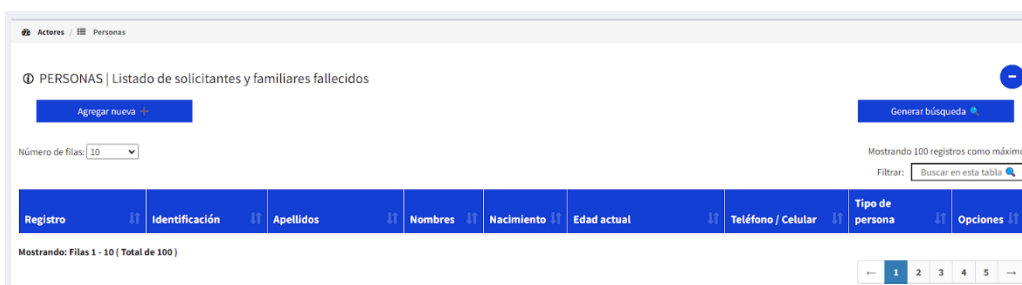 Actores / Personas
PERSONAS | Listado de solicitantes y familiares fallecidos
Agregar nueva
Generar búsqueda
Número de filas: 10
Mostrando 100 registros como máximo
Filtrar: Buscar en esta tabla
Registro Identificación Apellidos Nombres Nacimiento Edad actual Teléfono / Celular Tipo de persona Opciones
Mostrando: Filas 1 - 10 ( Total de 100 )
← 1 2 3 4 5 →